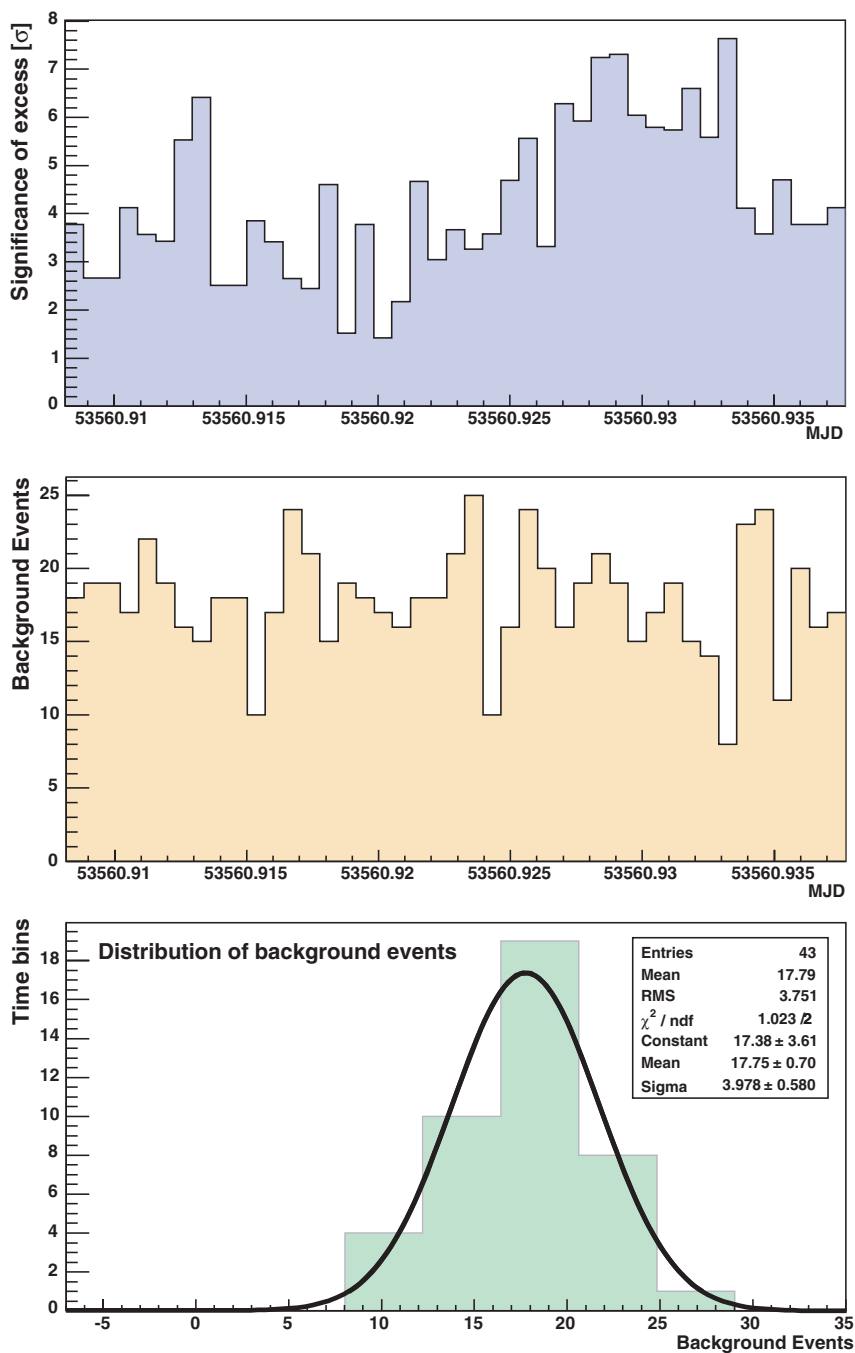 Significance of excess [σ]
8
7
6
5
4
3
2
1
0
53560.91 53560.915 53560.92 53560.925 53560.93 53560.935
MJD
Background Events
25
20
15
10
5
0
53560.91 53560.915 53560.92 53560.925 53560.93 53560.935
MJD
Time bins
Distribution of background events
Entries 43
Mean 17.79
RMS 3.751
χ² / ndf 1.023 /2
Constant 17.38 ± 3.61
Mean 17.75 ± 0.70
Sigma 3.978 ± 0.580
18
16
14
12
10
8
6
4
2
0
-5 0 5 10 15 20 25 30 35
Background Events